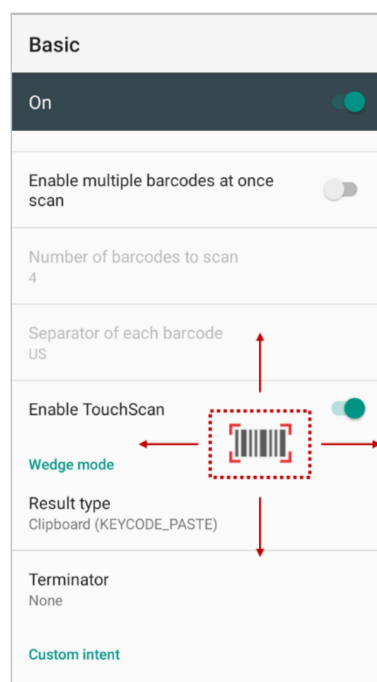 Basic
On
Enable multiple barcodes at once
scan
Number of barcodes to scan
4
Separator of each barcode
US
Enable TouchScan
Wedge mode
Result type
Clipboard (KEYCODE_PASTE)
Terminator
None
Custom intent